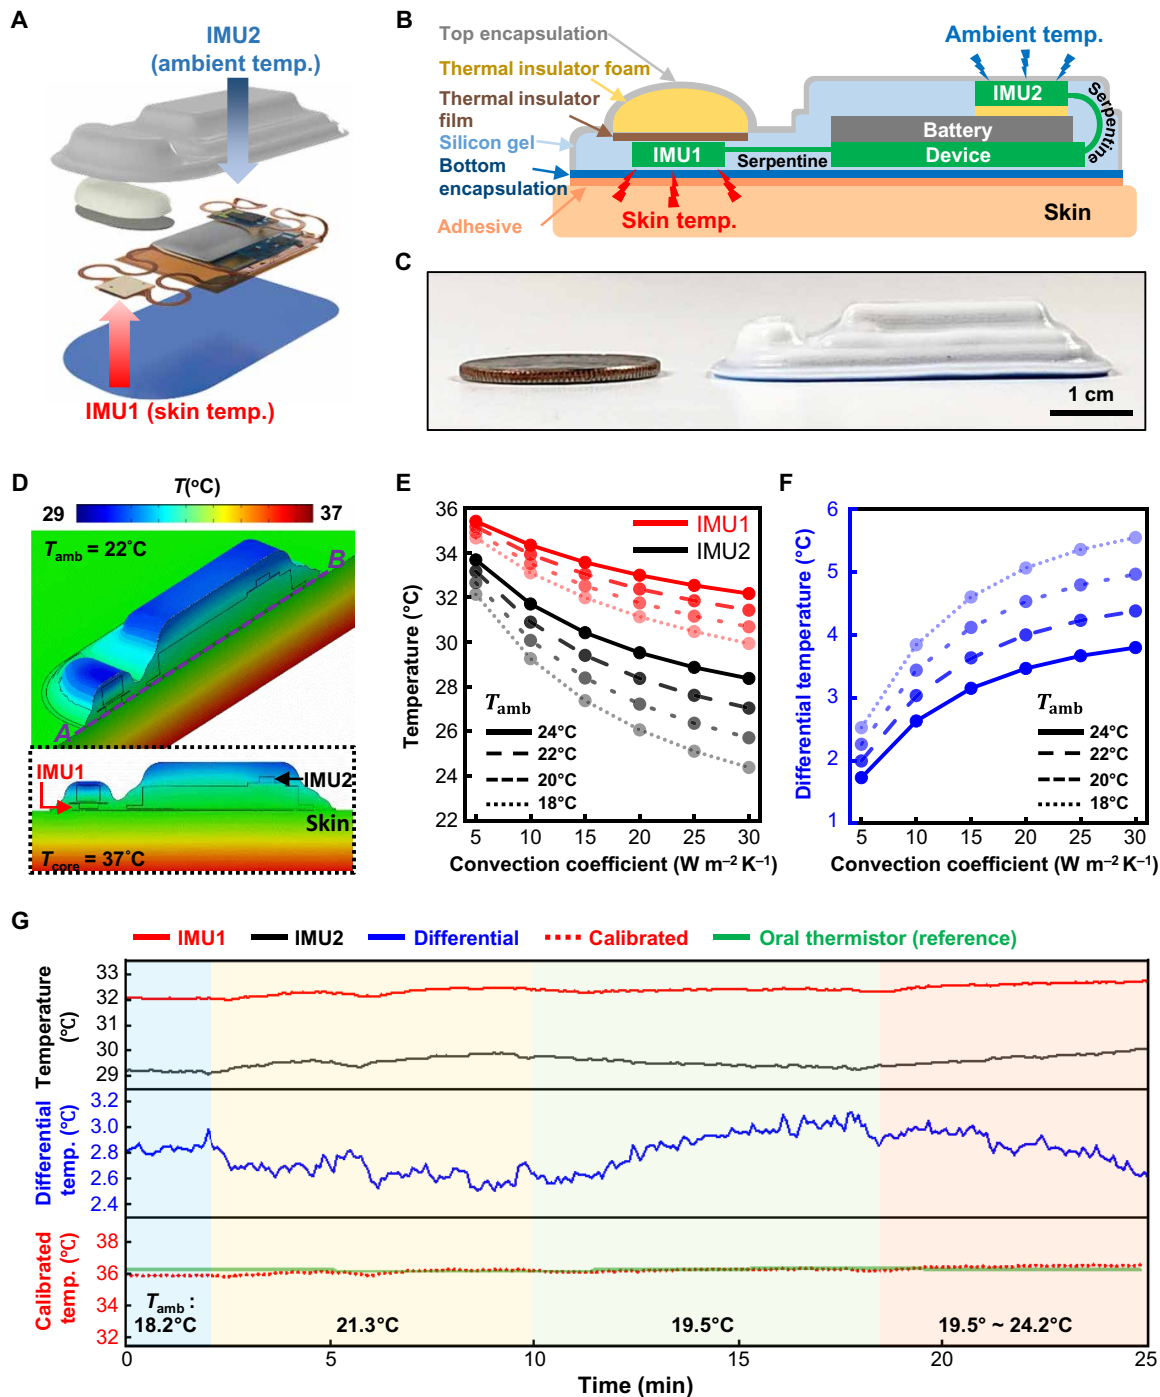 A
IMU2
(ambient temp.)
IMU1 (skin temp.)
B
Top encapsulation
Thermal insulator foam
Thermal insulator
film
Silicon gel
Bottom
encapsulation
Adhesive
Ambient temp.
IMU2
Serpentine
Battery
IMU1
Serpentine
Device
Skin temp.
Skin
C
1 cm
D
T(°C)
29
37
Tamb = 22°C
B
A
IMU1
IMU2
Skin
Tcore = 37°C
E
Temperature (°C)
36
34
32
30
28
26
24
22
IMU1
IMU2
Tamb
24°C
22°C
20°C
18°C
5 10 15 20 25 30
Convection coefficient (W m−2 K−1)
F
Differential temperature (°C)
6
5
4
3
2
1
Tamb
24°C
22°C
20°C
18°C
5 10 15 20 25 30
Convection coefficient (W m−2 K−1)
G
IMU1 IMU2 Differential Calibrated Oral thermistor (reference)
Temperature
(°C)
33
32
31
30
29
Differential
temp. (°C)
3.2
3.0
2.8
2.6
2.4
Calibrated
temp. (°C)
38
36
34
32
Tamb :
18.2°C 21.3°C 19.5°C 19.5° ~ 24.2°C
0 5 10 15 20 25
Time (min)